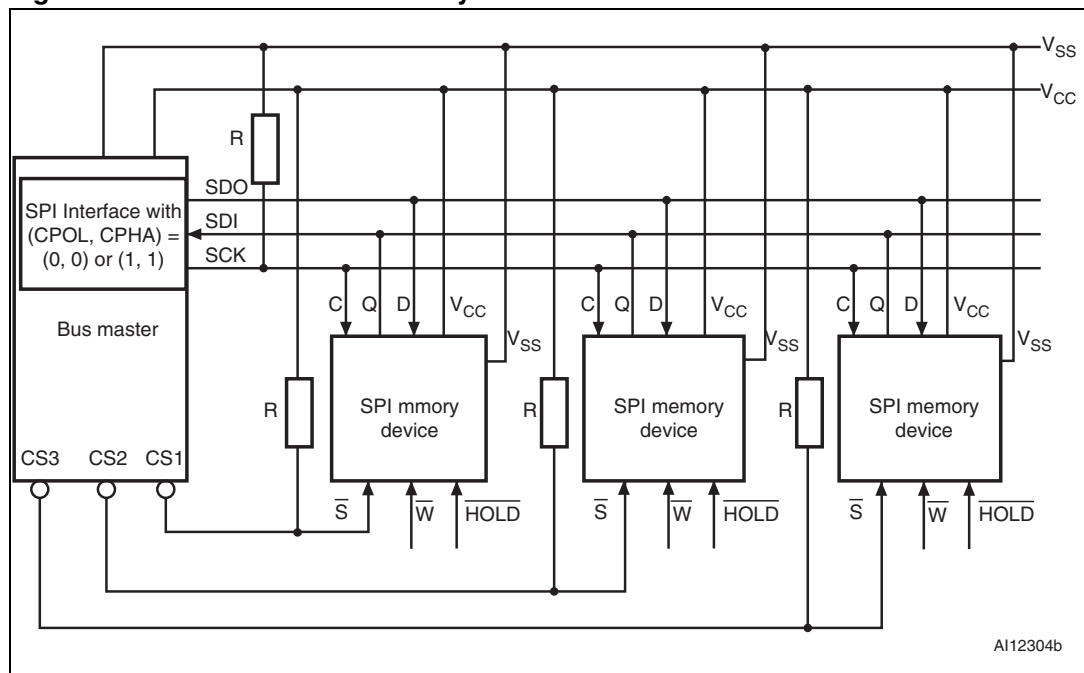 VSS
VCC
R
SDO
SPI Interface with
(CPOL, CPHA) =
(0, 0) or (1, 1)
SDI
SCK
Bus master
C Q D VCC
VSS
C Q D VCC
VSS
C Q D VCC
VSS
R
SPI mmory
device
R
SPI memory
device
R
SPI memory
device
CS3 CS2 CS1
S W HOLD
S W HOLD
S W HOLD
AI12304b